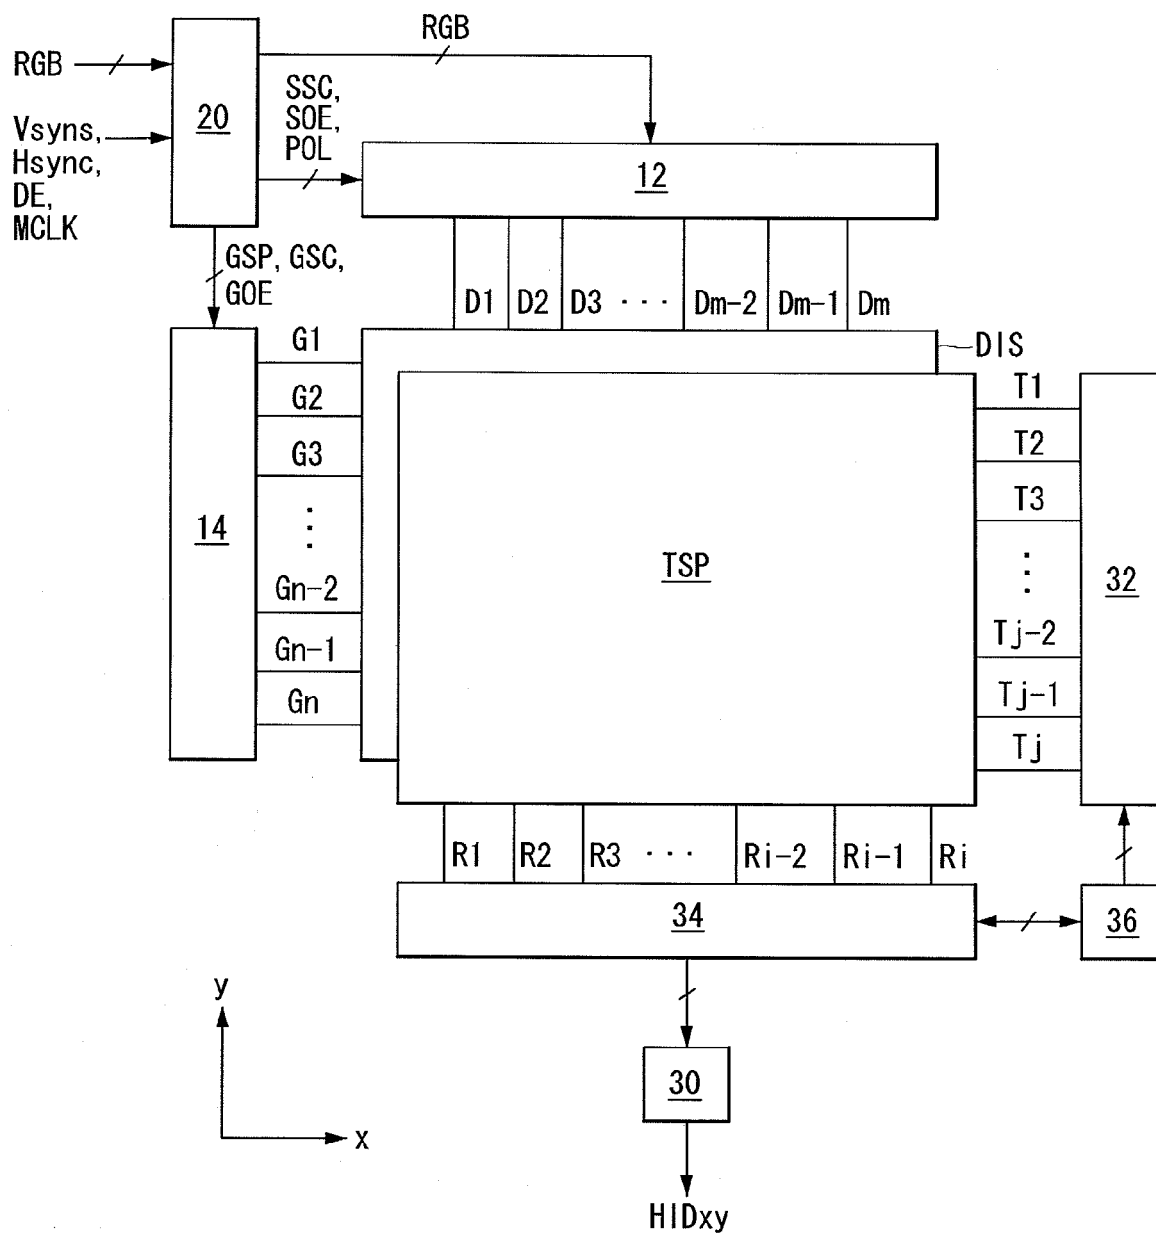 RGB
RGB
Vsyns,
Hsync,
DE,
MCLK
20
SSC,
SOE,
POL
12
GSP, GSC,
GOE
D1 D2 D3 ··· Dm-2 Dm-1 Dm
DIS
14
G1
G2
G3
⋮
Gn-2
Gn-1
Gn
TSP
T1
T2
T3
⋮
Tj-2
Tj-1
Tj
32
R1 R2 R3 ··· Ri-2 Ri-1 Ri
34
36
30
HIDxy
y
x